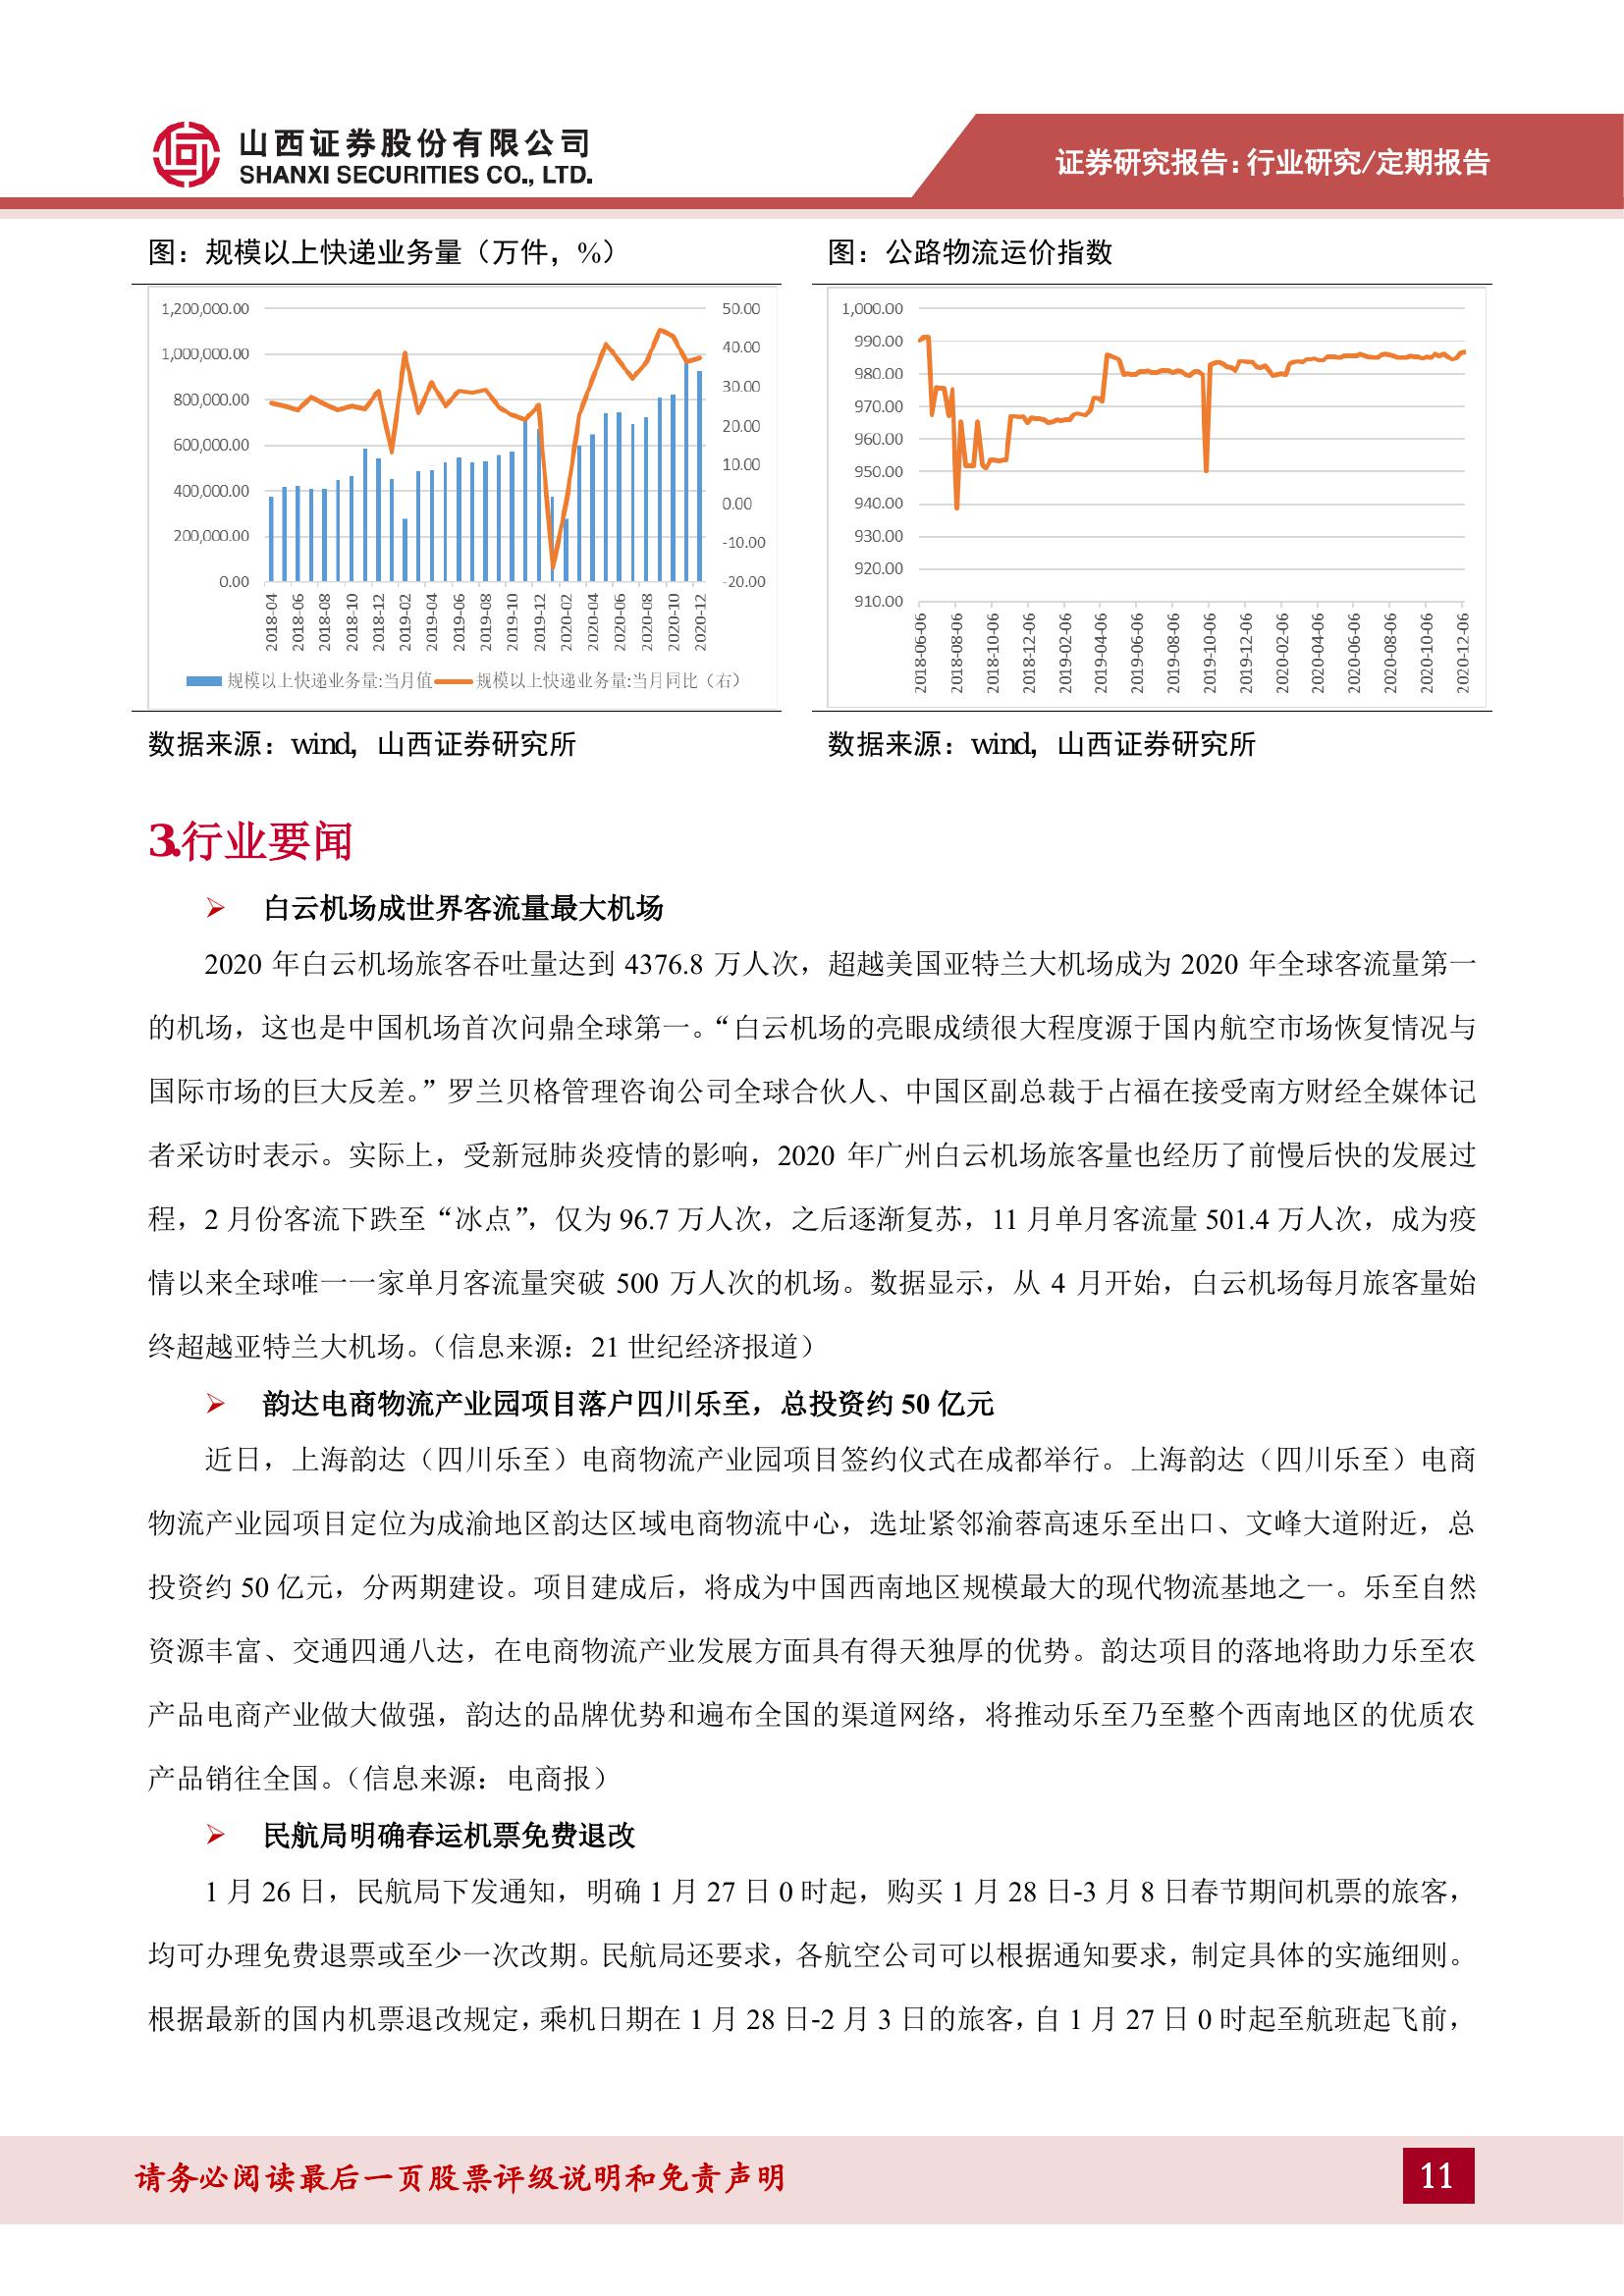 山西证券股份有限公司
SHANXI SECURITIES CO., LTD.
证券研究报告:行业研究/定期报告
图：规模以上快递业务量（万件，%）
1,200,000.00
1,000,000.00
800,000.00
600,000.00
400,000.00
200,000.00
0.00
50.00
40.00
30.00
20.00
10.00
0.00
-10.00
-20.00
2018-04
2018-06
2018-08
2018-10
2018-12
2019-02
2019-04
2019-06
2019-08
2019-10
2019-12
2020-02
2020-04
2020-06
2020-08
2020-10
2020-12
规模以上快递业务量:当月值
规模以上快递业务量:当月同比（右）
数据来源：wind，山西证券研究所
图：公路物流运价指数
1,000.00
990.00
980.00
970.00
960.00
950.00
940.00
930.00
920.00
910.00
2018-06-06
2018-08-06
2018-10-06
2018-12-06
2019-02-06
2019-04-06
2019-06-06
2019-08-06
2019-10-06
2019-12-06
2020-02-06
2020-04-06
2020-06-06
2020-08-06
2020-10-06
2020-12-06
数据来源：wind，山西证券研究所
3.行业要闻
白云机场成世界客流量最大机场
2020 年白云机场旅客吞吐量达到 4376.8 万人次，超越美国亚特兰大机场成为 2020 年全球客流量第一
的机场，这也是中国机场首次问鼎全球第一。“白云机场的亮眼成绩很大程度源于国内航空市场恢复情况与
国际市场的巨大反差。” 罗兰贝格管理咨询公司全球合伙人、中国区副总裁于占福在接受南方财经全媒体记
者采访时表示。实际上，受新冠肺炎疫情的影响，2020 年广州白云机场旅客量也经历了前慢后快的发展过
程，2 月份客流下跌至“冰点”，仅为 96.7 万人次，之后逐渐复苏，11 月单月客流量 501.4 万人次，成为疫
情以来全球唯一一家单月客流量突破 500 万人次的机场。数据显示，从 4 月开始，白云机场每月旅客量始
终超越亚特兰大机场。（信息来源：21 世纪经济报道）
韵达电商物流产业园项目落户四川乐至，总投资约 50 亿元
近日，上海韵达（四川乐至）电商物流产业园项目签约仪式在成都举行。上海韵达（四川乐至）电商
物流产业园项目定位为成渝地区韵达区域电商物流中心，选址紧邻渝蓉高速乐至出口、文峰大道附近，总
投资约 50 亿元，分两期建设。项目建成后，将成为中国西南地区规模最大的现代物流基地之一。乐至自然
资源丰富、交通四通八达，在电商物流产业发展方面具有得天独厚的优势。韵达项目的落地将助力乐至农
产品电商产业做大做强，韵达的品牌优势和遍布全国的渠道网络，将推动乐至乃至整个西南地区的优质农
产品销往全国。（信息来源：电商报）
民航局明确春运机票免费退改
1 月 26 日，民航局下发通知，明确 1 月 27 日 0 时起，购买 1 月 28 日-3 月 8 日春节期间机票的旅客，
均可办理免费退票或至少一次改期。民航局还要求，各航空公司可以根据通知要求，制定具体的实施细则。
根据最新的国内机票退改规定，乘机日期在 1 月 28 日-2 月 3 日的旅客，自 1 月 27 日 0 时起至航班起飞前，
请务必阅读最后一页股票评级说明和免责声明
11